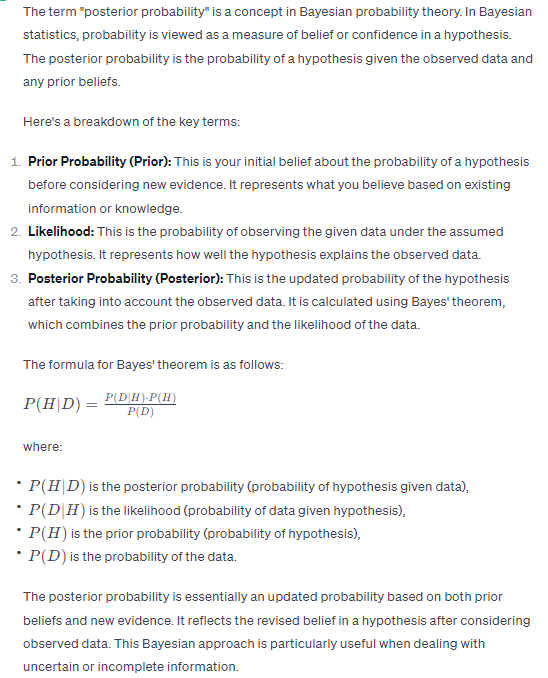 The term "posterior probability" is a concept in Bayesian probability theory. In Bayesian
statistics, probability is viewed as a measure of belief or confidence in a hypothesis.
The posterior probability is the probability of a hypothesis given the observed data and
any prior beliefs.
Here's a breakdown of the key terms:
1. Prior Probability (Prior): This is your initial belief about the probability of a hypothesis
before considering new evidence. It represents what you believe based on existing
information or knowledge.
2. Likelihood: This is the probability of observing the given data under the assumed
hypothesis. It represents how well the hypothesis explains the observed data.
3. Posterior Probability (Posterior): This is the updated probability of the hypothesis
after taking into account the observed data. It is calculated using Bayes' theorem,
which combines the prior probability and the likelihood of the data.
The formula for Bayes' theorem is as follows:
P(H|D) = P(D|H)·P(H) / P(D)
where:
• P(H|D) is the posterior probability (probability of hypothesis given data),
• P(D|H) is the likelihood (probability of data given hypothesis),
• P(H) is the prior probability (probability of hypothesis),
• P(D) is the probability of the data.
The posterior probability is essentially an updated probability based on both prior
beliefs and new evidence. It reflects the revised belief in a hypothesis after considering
observed data. This Bayesian approach is particularly useful when dealing with
uncertain or incomplete information.